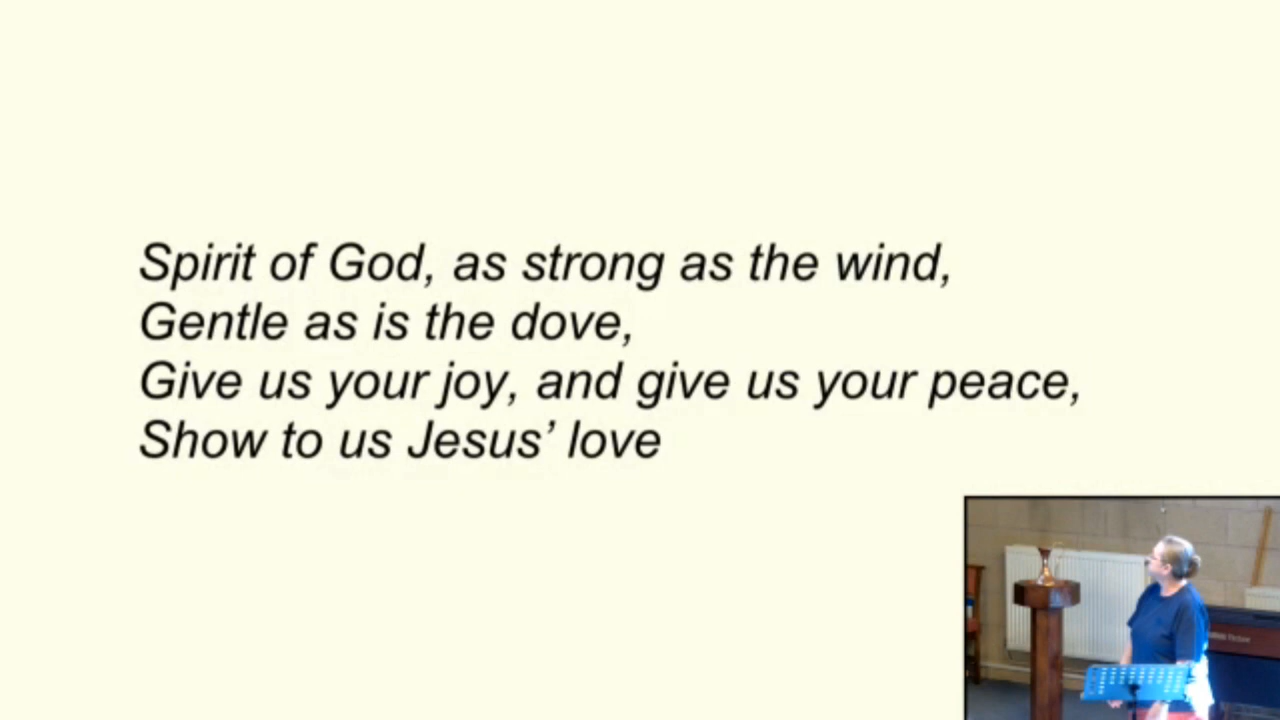 Spirit of God, as strong as the wind,
Gentle as is the dove,
Give us your joy, and give us your peace,
Show to us Jesus’ love